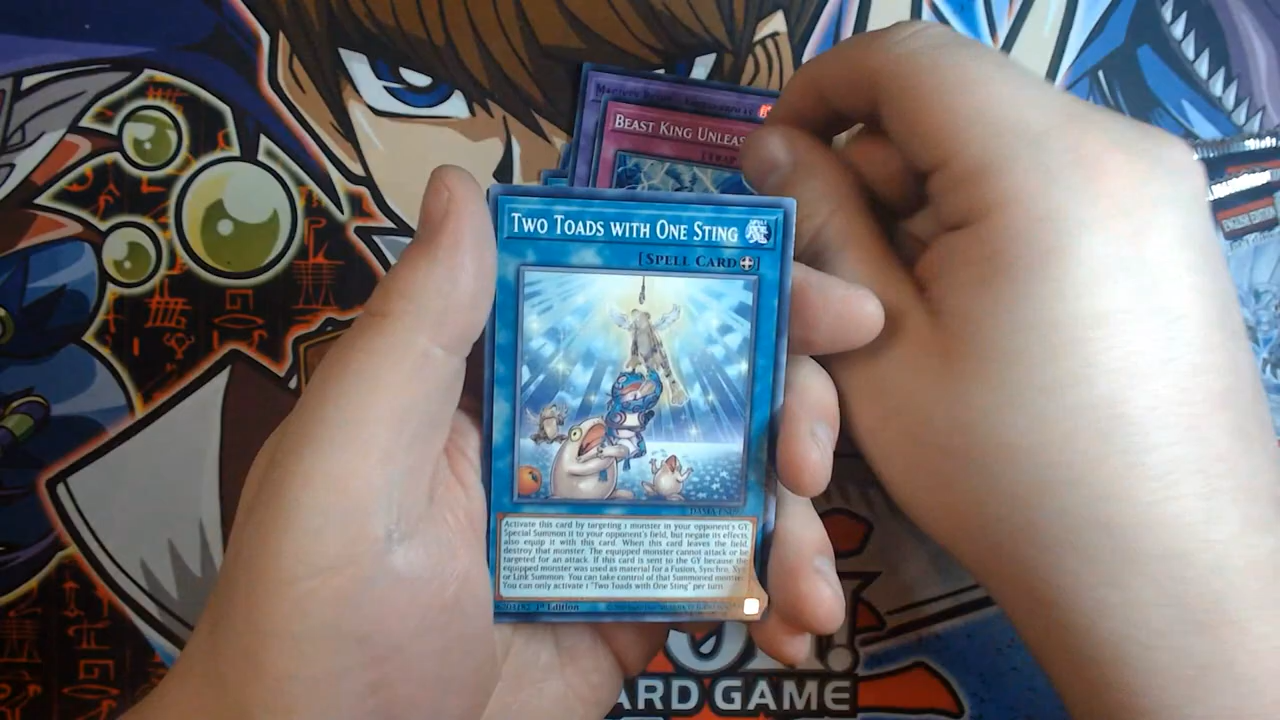 BEAST KING UNLEAS
TWO TOADS WITH ONE STING
SPELL
[SPELL CARD]
ENGLISH EDITION
Activate this card by targeting 1 monster in your opponent's GY;
Special Summon it to your opponent's field, but negate its effects,
also equip it with this card. When this card leaves the field,
destroy that monster. The equipped monster cannot attack or be
targeted for an attack. If this card is sent to the GY because the
equipped monster was used as material for a Fusion, Synchro, Xyz
or Link Summon: You can take control of that Summoned monster.
You can only activate 1 "Two Toads with One Sting" per turn.
1st Edition
ARD GAME